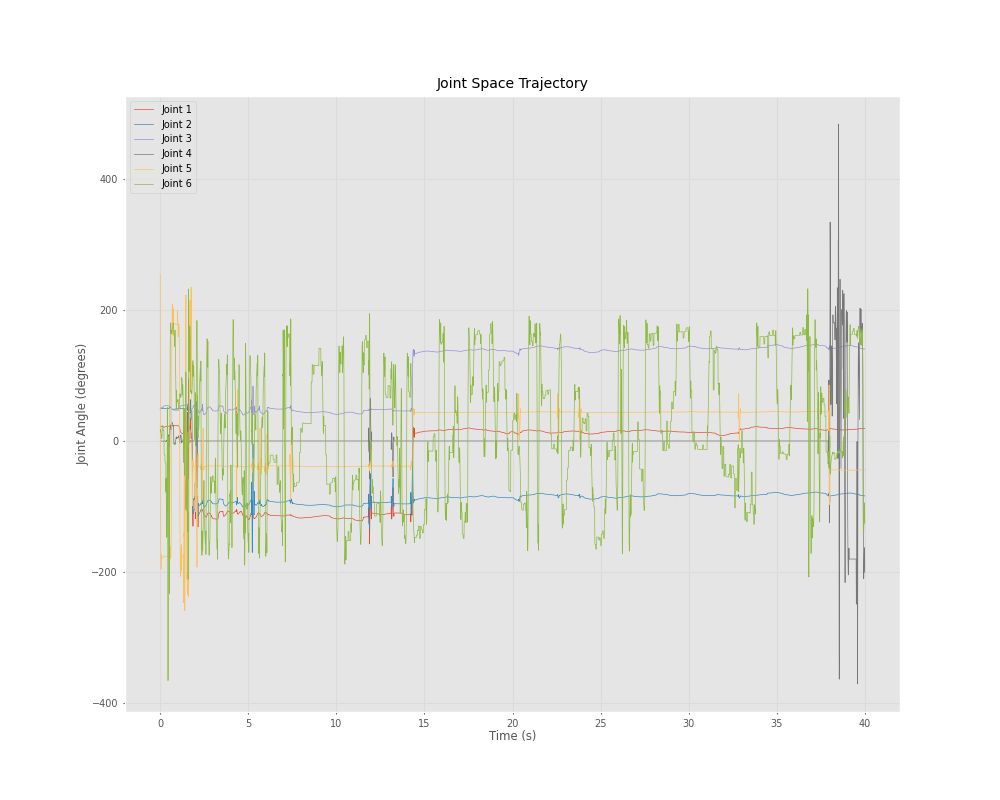 Joint Space Trajectory
Joint 1
Joint 2
Joint 3
Joint 4
Joint 5
Joint 6
400
200
0
−200
−400
Joint Angle (degrees)
0 5 10 15 20 25 30 35 40
Time (s)